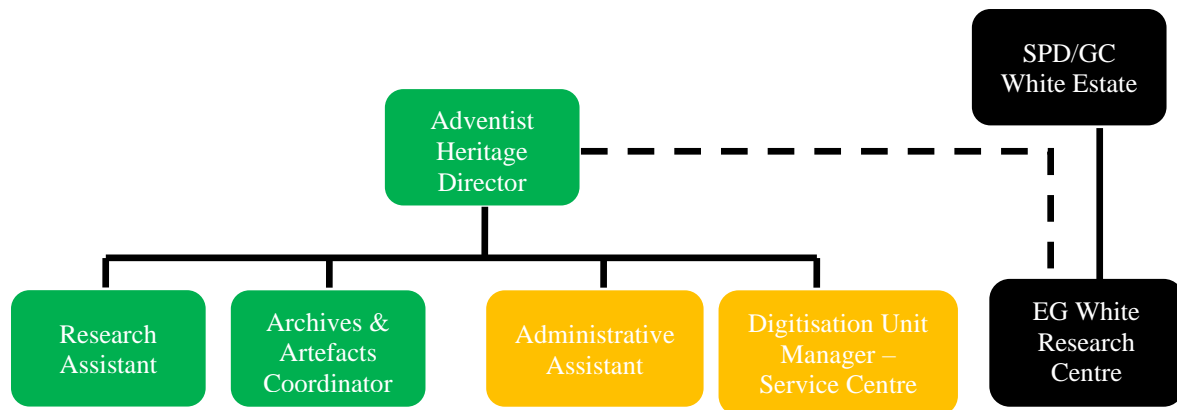 SPD/GC
White Estate
Adventist
Heritage
Director
Research
Assistant
Archives &
Artefacts
Coordinator
Administrative
Assistant
Digitisation Unit
Manager –
Service Centre
EG White
Research
Centre